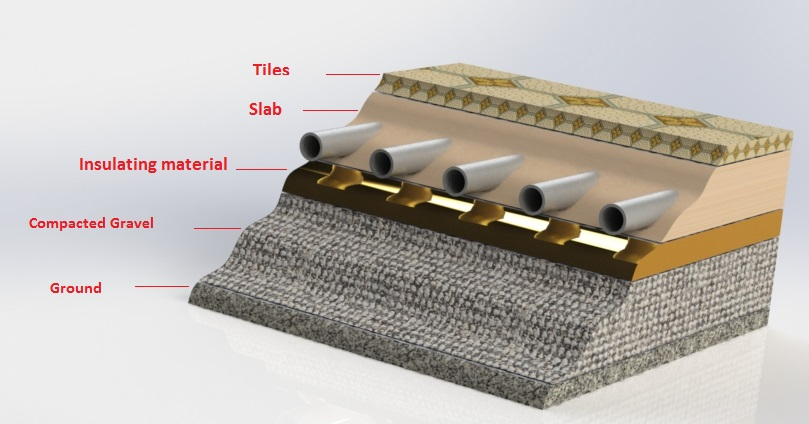 Tiles
Slab
Insulating material
Compacted Gravel
Ground